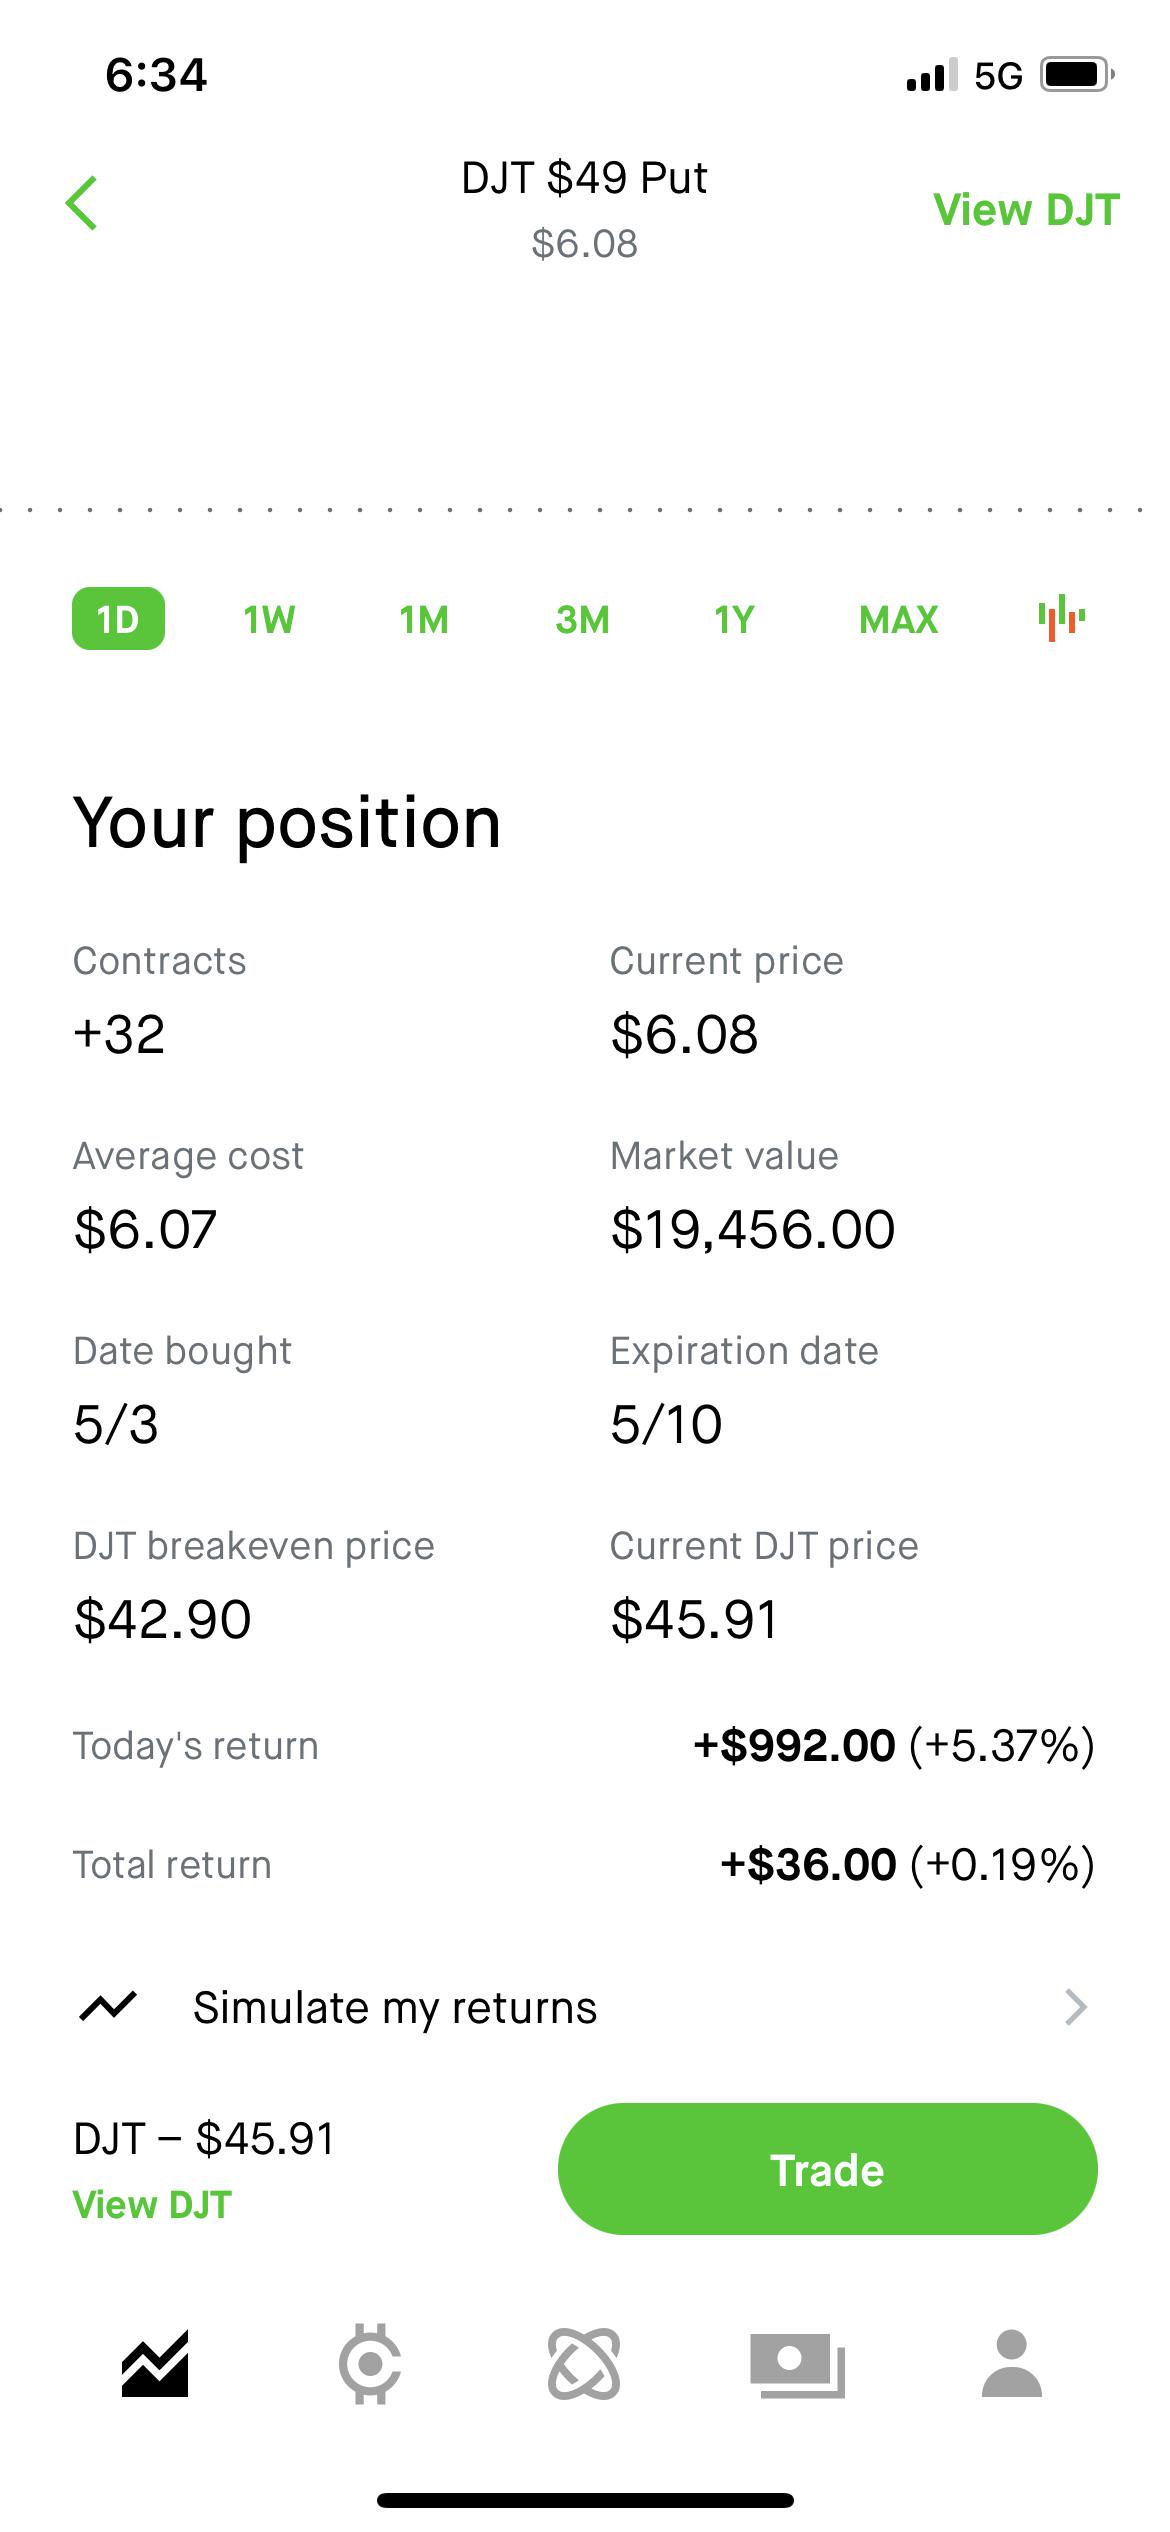 6:34
5G
DJT $49 Put
$6.08
View DJT
1D 1W 1M 3M 1Y MAX
Your position
Contracts
+32
Current price
$6.08
Average cost
$6.07
Market value
$19,456.00
Date bought
5/3
Expiration date
5/10
DJT breakeven price
$42.90
Current DJT price
$45.91
Today's return
+$992.00 (+5.37%)
Total return
+$36.00 (+0.19%)
Simulate my returns
DJT – $45.91
View DJT
Trade